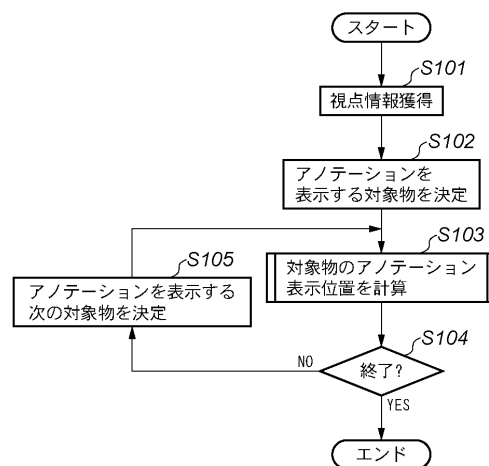 スタート
S101
視点情報獲得
S102
アノテーションを
表示する対象物を決定
S103
対象物のアノテーション
表示位置を計算
S105
アノテーションを表示する
次の対象物を決定
S104
終了?
NO
YES
エンド